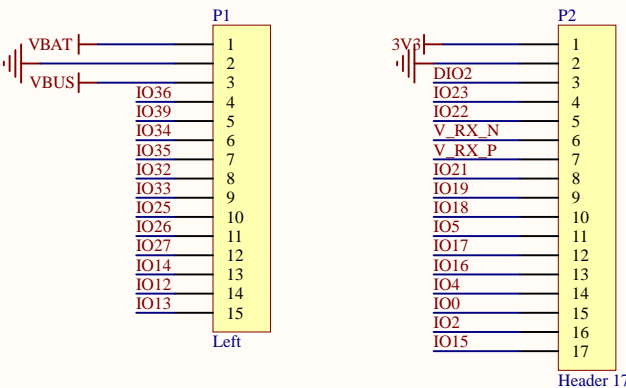 P1
VBAT 1
2
VBUS 3
IO36 4
IO39 5
IO34 6
IO35 7
IO32 8
IO33 9
IO25 10
IO26 11
IO27 12
IO14 13
IO12 14
IO13 15
Left
P2
3V3 1
2
DIO2 3
IO23 4
IO22 5
V_RX_N 6
V_RX_P 7
IO21 8
IO19 9
IO18 10
IO5 11
IO17 12
IO16 13
IO4 14
IO0 15
IO2 16
IO15 17
Header 17